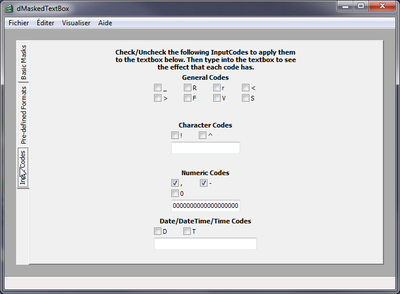 dMaskedTextBox
Fichier Éditer Visualiser Aide
Basic Masks
Pre-defined Formats
Input Codes
Check/Uncheck the following InputCodes to apply them
to the textbox below. Then type into the textbox to see
the effect that each code has.
General Codes
_ R r <
> F V S
Character Codes
! ^
Numeric Codes
, -
0
0000000000000000000
Date/DateTime/Time Codes
D T